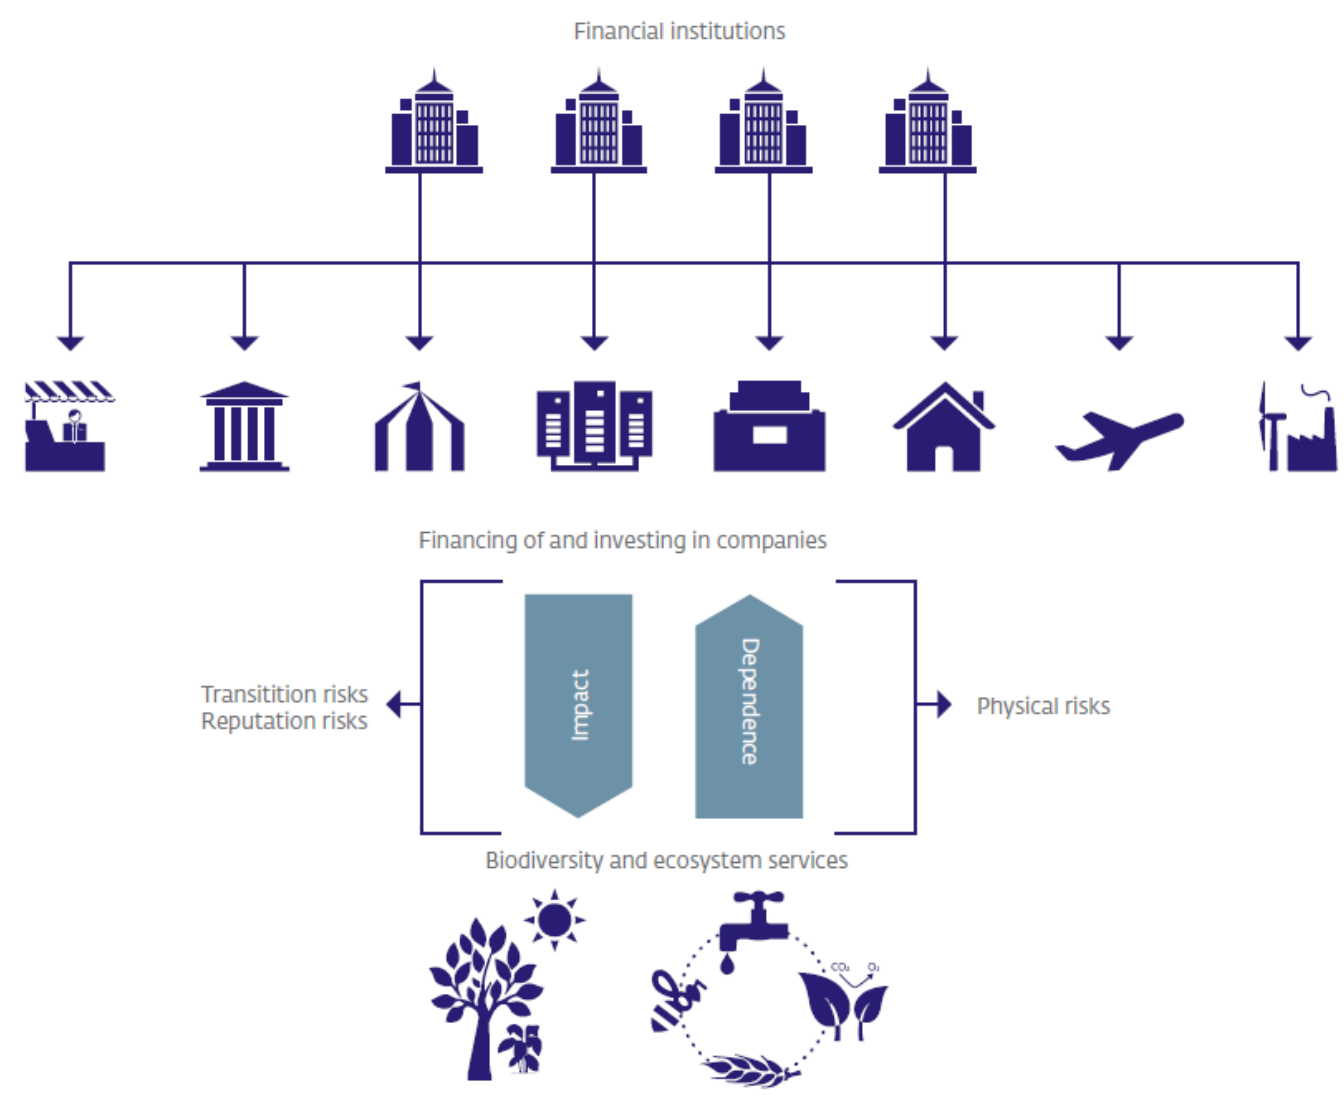 Financial institutions
Financing of and investing in companies
Impact
Dependence
Transitition risks
Reputation risks
Physical risks
Biodiversity and ecosystem services
CO₂
O₂